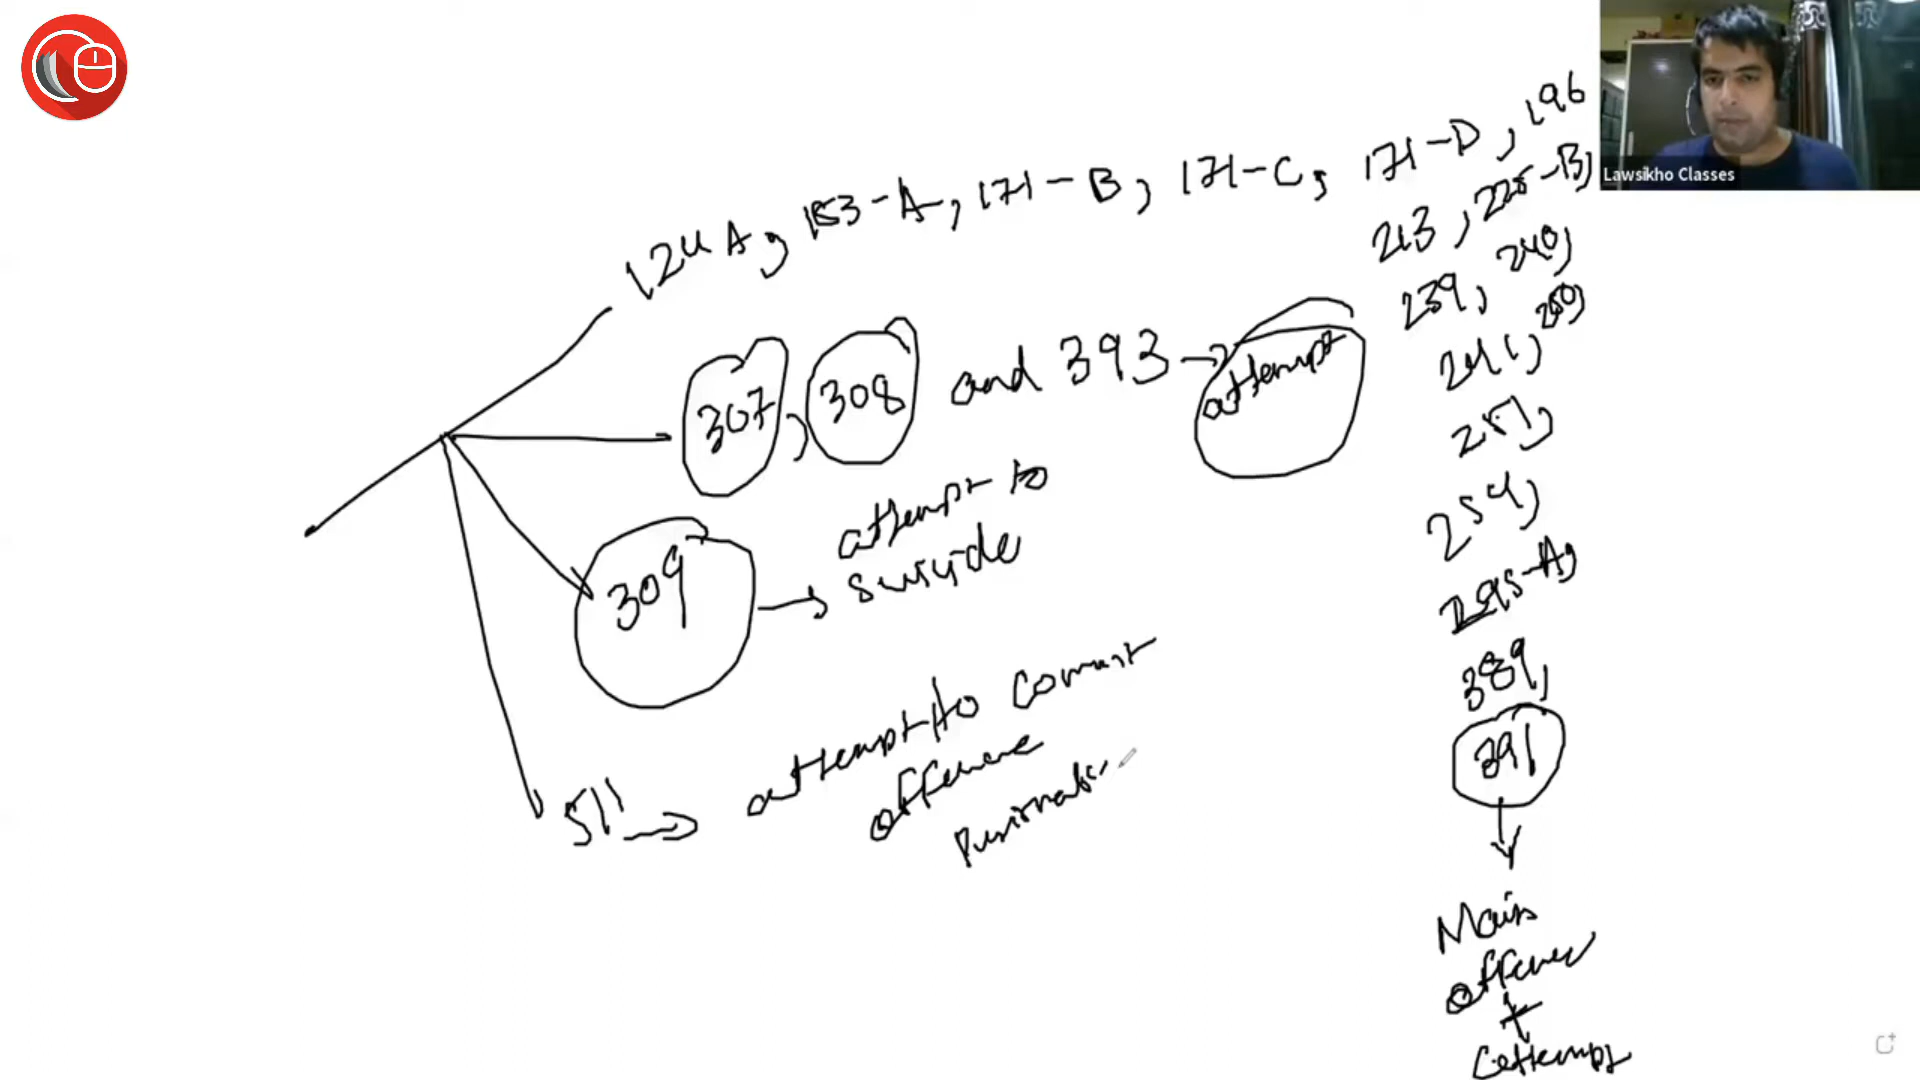 124A, 153-A, 171-B, 171-C, 171-D, 196
213, 225-B,
239, 240,
241, 250,
251,
254,
295-A,
389,
391
Main
offence
+
attempt
307, 308 and 393 → attempt
309 → attempt to
suicide
511 → attempt to commit
offence
Punishab
Lawsikho Classes